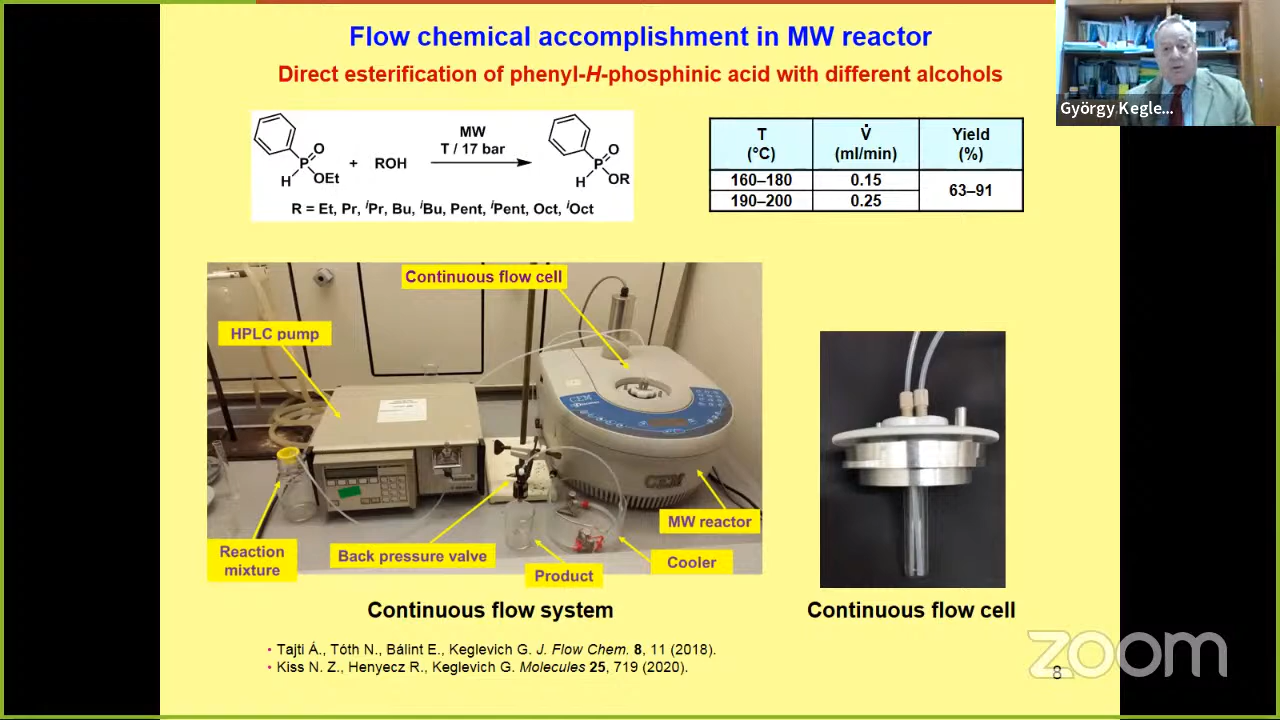 Flow chemical accomplishment in MW reactor
Direct esterification of phenyl-H-phosphinic acid with different alcohols
György Kegle...
P
O
H
OEt
+
ROH
MW
T / 17 bar
P
O
H
OR
R = Et, Pr, iPr, Bu, iBu, Pent, iPent, Oct, iOct
T (°C)
V̇ (ml/min)
Yield (%)
160–180
0.15
63–91
190–200
0.25
Continuous flow cell
HPLC pump
CEM
CEM
MW reactor
Reaction mixture
Back pressure valve
Product
Cooler
Continuous flow system
Continuous flow cell
• Tajti Á., Tóth N., Bálint E., Keglevich G. J. Flow Chem. 8, 11 (2018).
• Kiss N. Z., Henyecz R., Keglevich G. Molecules 25, 719 (2020).
zoom
8